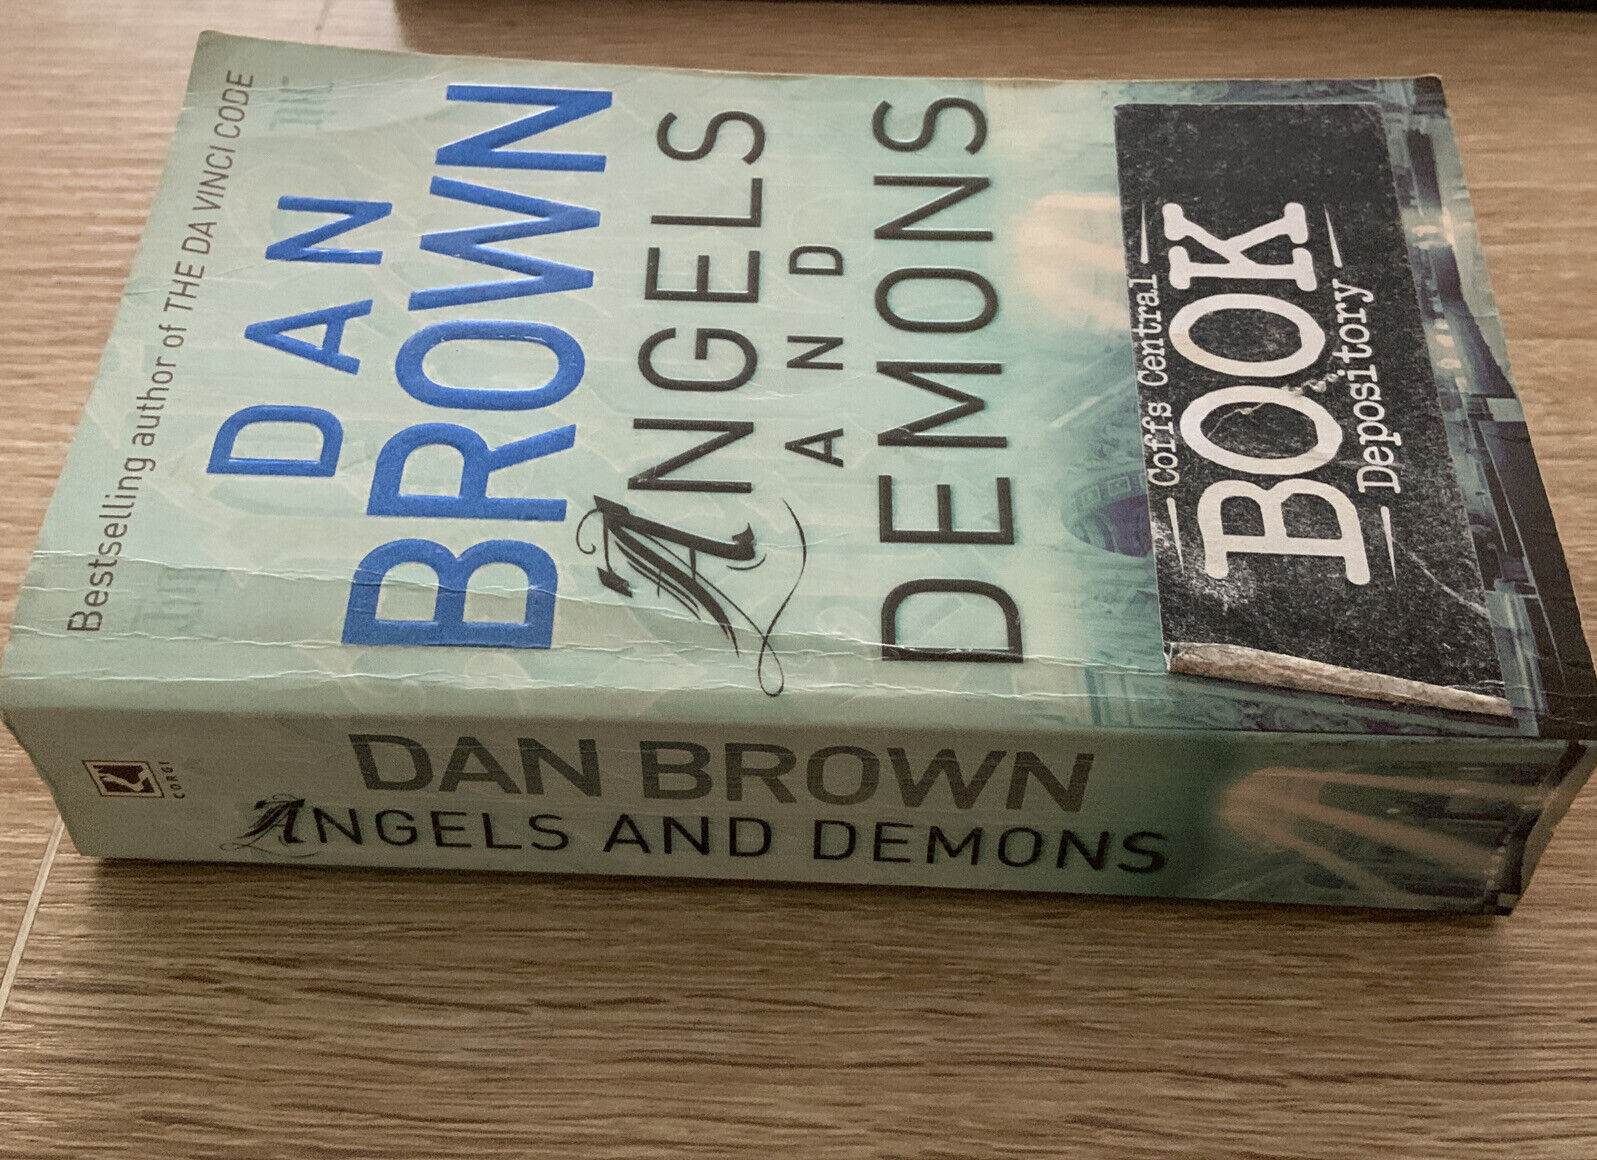 Bestselling author of THE DA VINCI CODE
DAN
BROWN
ANGELS
AND
DEMONS
Coffs Central
BOOK
Depository
CORGI
DAN BROWN
ANGELS AND DEMONS